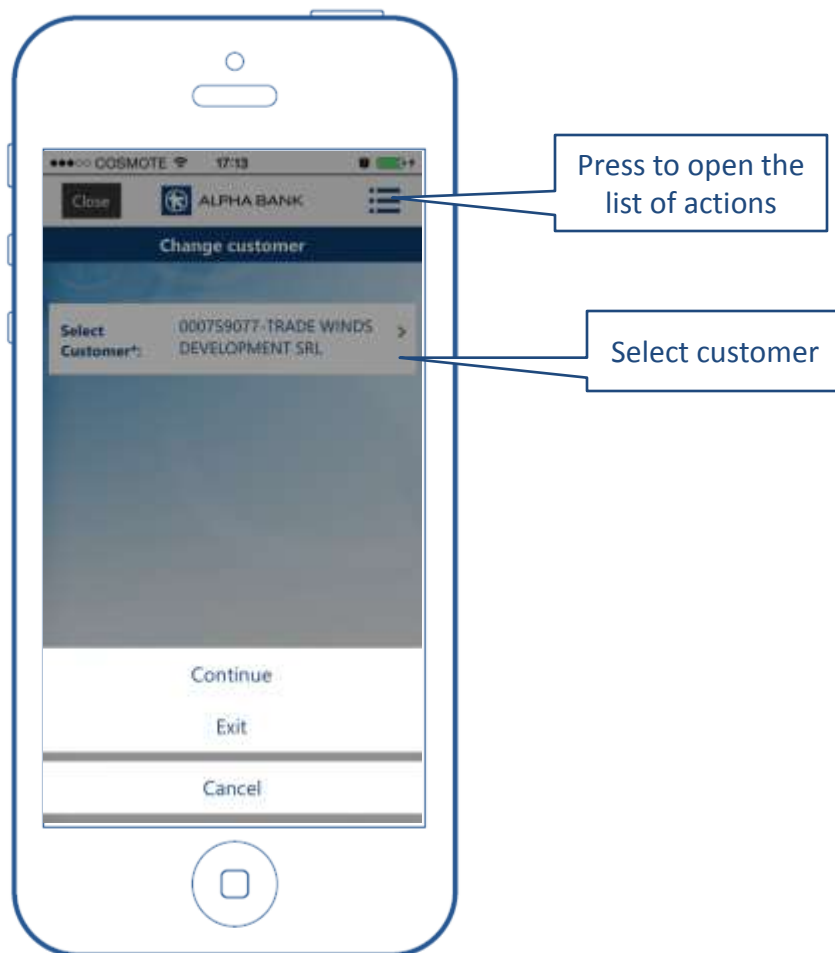 COSMOTE 17:13
Close ALPHA BANK
Press to open the
list of actions
Change customer
Select
Customer*:
000759077-TRADE WINDS
DEVELOPMENT SRL
Select customer
Continue
Exit
Cancel